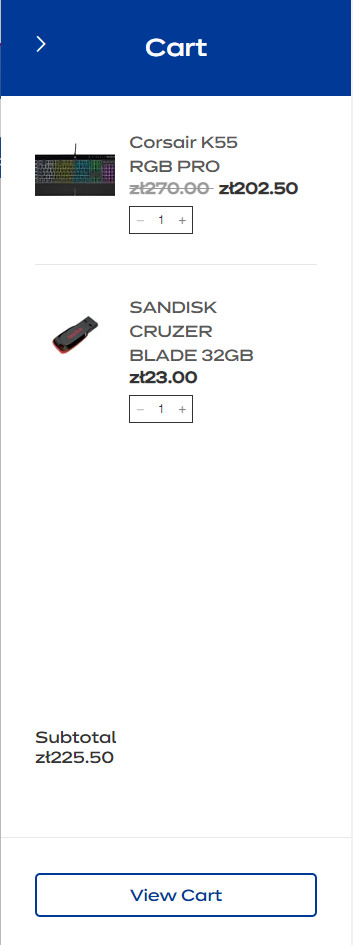 Cart
Corsair K55
RGB PRO
zł270.00 zł202.50
− 1 +
SANDISK
CRUZER
BLADE 32GB
zł23.00
− 1 +
Subtotal
zł225.50
View Cart